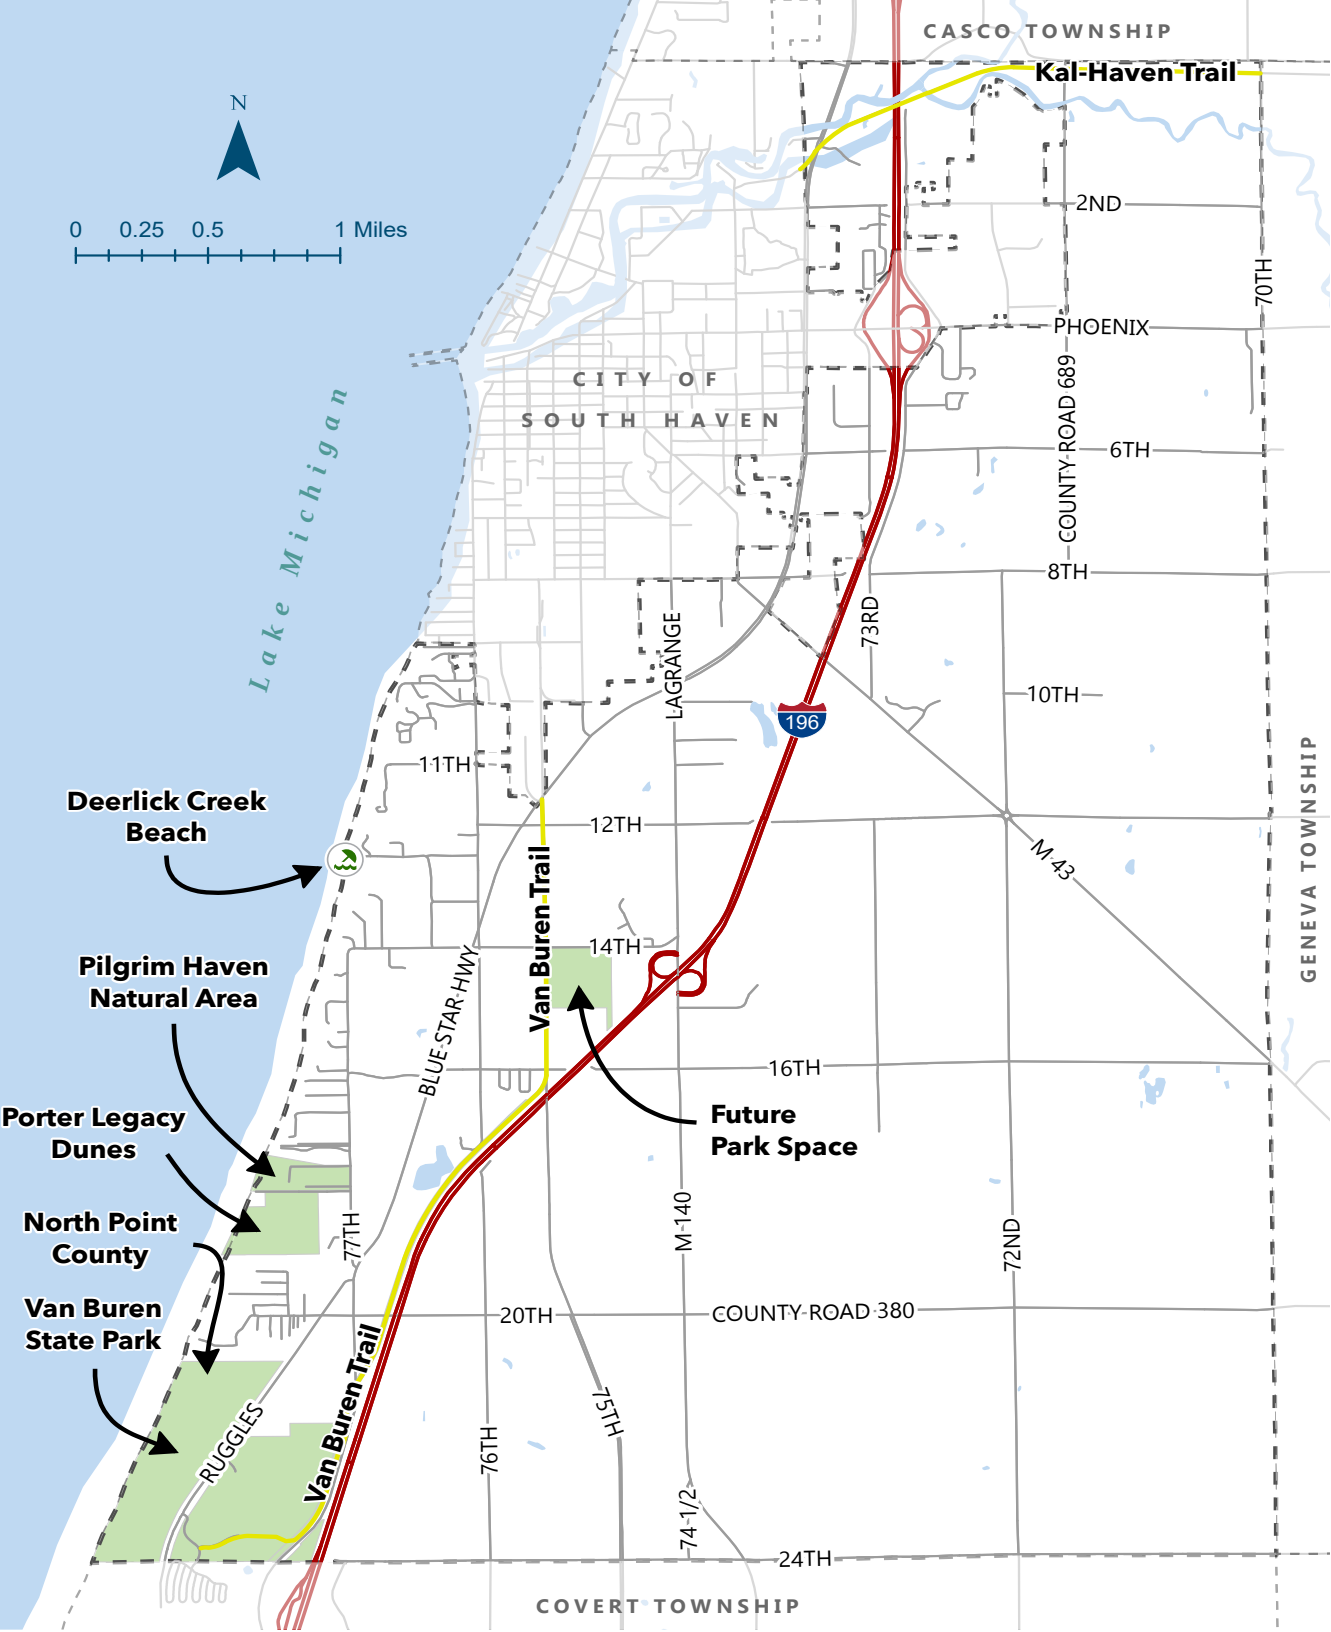 CASCO TOWNSHIP
Kal-Haven Trail
N
0 0.25 0.5 1 Miles
2ND
70TH
PHOENIX
CITY OF
SOUTH HAVEN
COUNTY ROAD 689
Lake Michigan
6TH
8TH
73RD
LAGRANGE
10TH
196
11TH
GENEVA TOWNSHIP
Deerlick Creek
Beach
12TH
M-43
Van Buren Trail
14TH
Pilgrim Haven
Natural Area
BLUE STAR HWY
16TH
Porter Legacy
Dunes
Future
Park Space
North Point
County
77TH
M-140
72ND
Van Buren
State Park
20TH
COUNTY ROAD 380
Van Buren Trail
RUGGLES
75TH
76TH
74-1/2
24TH
COVERT TOWNSHIP